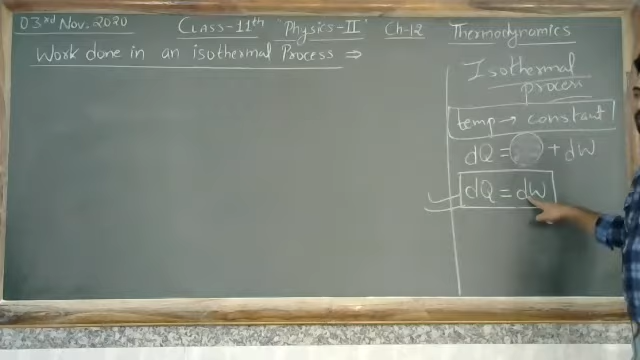 03rd Nov. 2020 Class-11th "Physics-II" Ch-12 Thermodynamics
Work done in an isothermal Process ⇒
Isothermal
process
temp → constant
dQ = + dW
dQ = dW